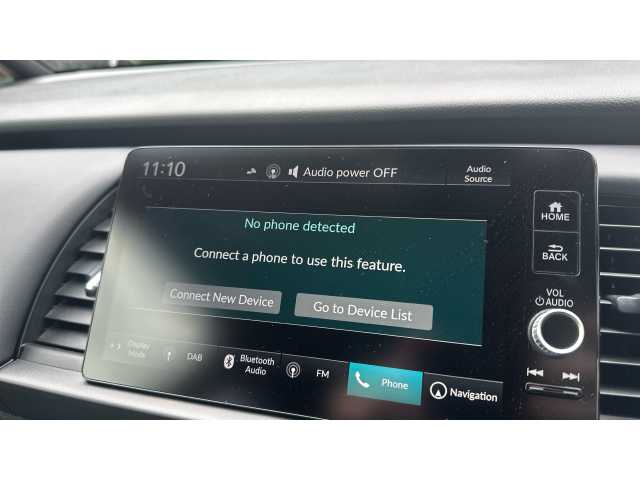 11:10
Audio power OFF
Audio
Source
No phone detected
Connect a phone to use this feature.
Connect New Device
Go to Device List
HOME
BACK
VOL
AUDIO
Display
Mode
DAB
Bluetooth
Audio
FM
Phone
Navigation